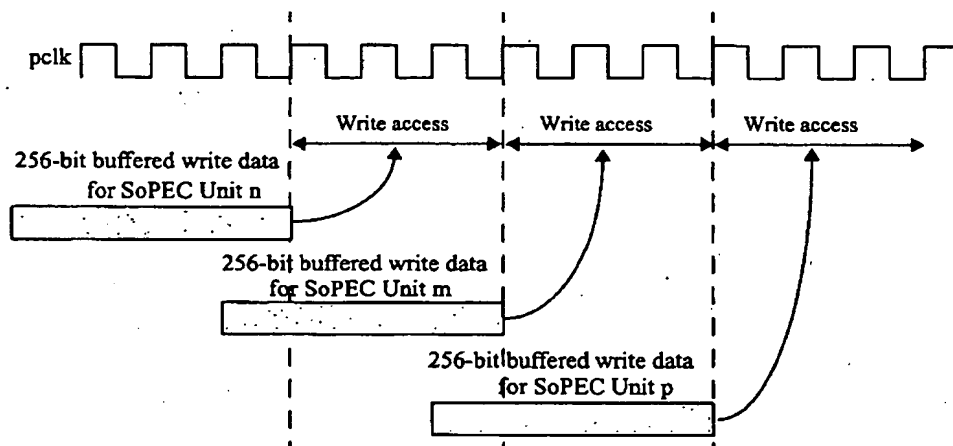 pclk
Write access
Write access
Write access
256-bit buffered write data
for SoPEC Unit n
256-bit buffered write data
for SoPEC Unit m
256-bit buffered write data
for SoPEC Unit p